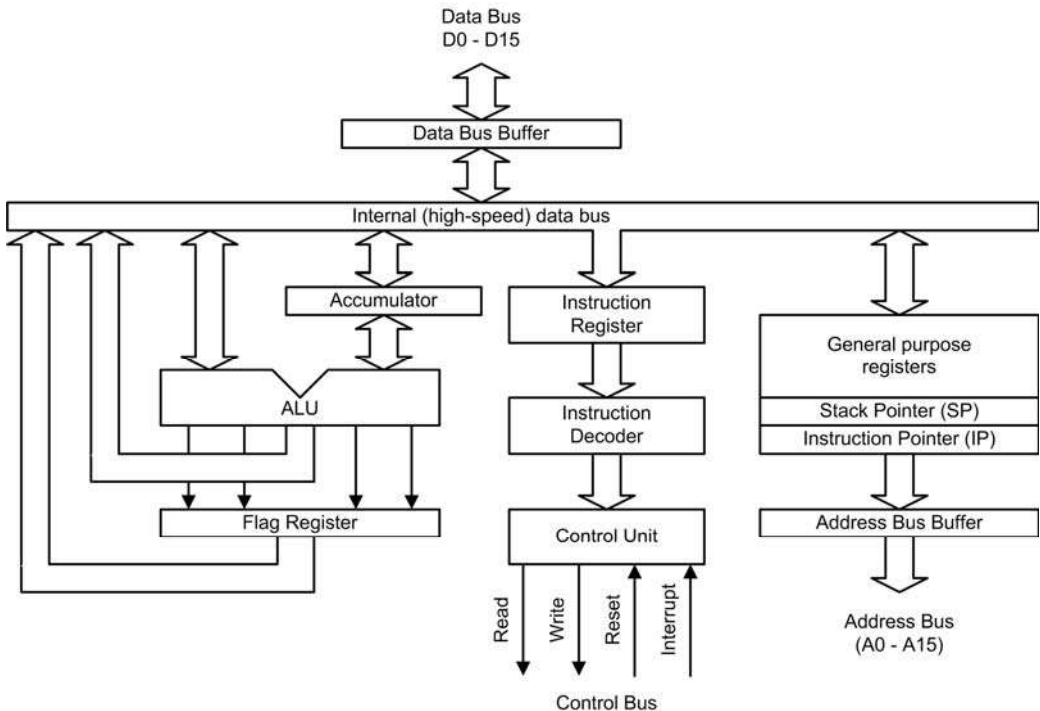 Data Bus
D0 - D15
Data Bus Buffer
Internal (high-speed) data bus
Accumulator
Instruction
Register
General purpose
registers
ALU
Instruction
Decoder
Stack Pointer (SP)
Instruction Pointer (IP)
Flag Register
Control Unit
Address Bus Buffer
Read
Write
Reset
Interrupt
Address Bus
(A0 - A15)
Control Bus